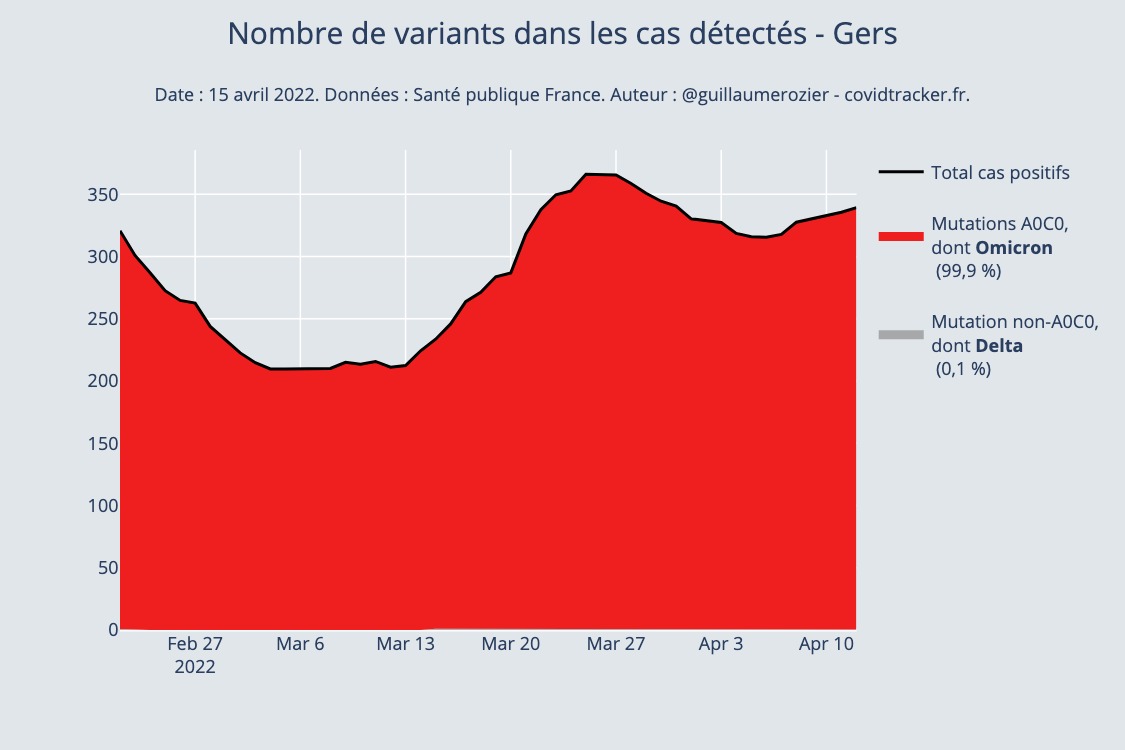 Nombre de variants dans les cas détectés - Gers
Date : 15 avril 2022. Données : Santé publique France. Auteur : @guillaumerozier - covidtracker.fr.
Total cas positifs
Mutations A0C0,
dont Omicron
(99,9 %)
Mutation non-A0C0,
dont Delta
(0,1 %)
350
300
250
200
150
100
50
0
Feb 27
2022
Mar 6
Mar 13
Mar 20
Mar 27
Apr 3
Apr 10